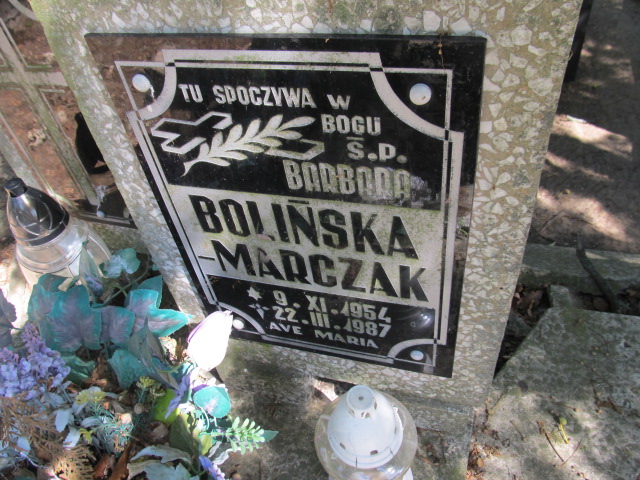 TU SPOCZYWA W
BOGU
Ś.P.
BARBARA
BOLIŃSKA
-MARCZAK
* 9.XI.1954
† 22.III.1987
AVE MARIA